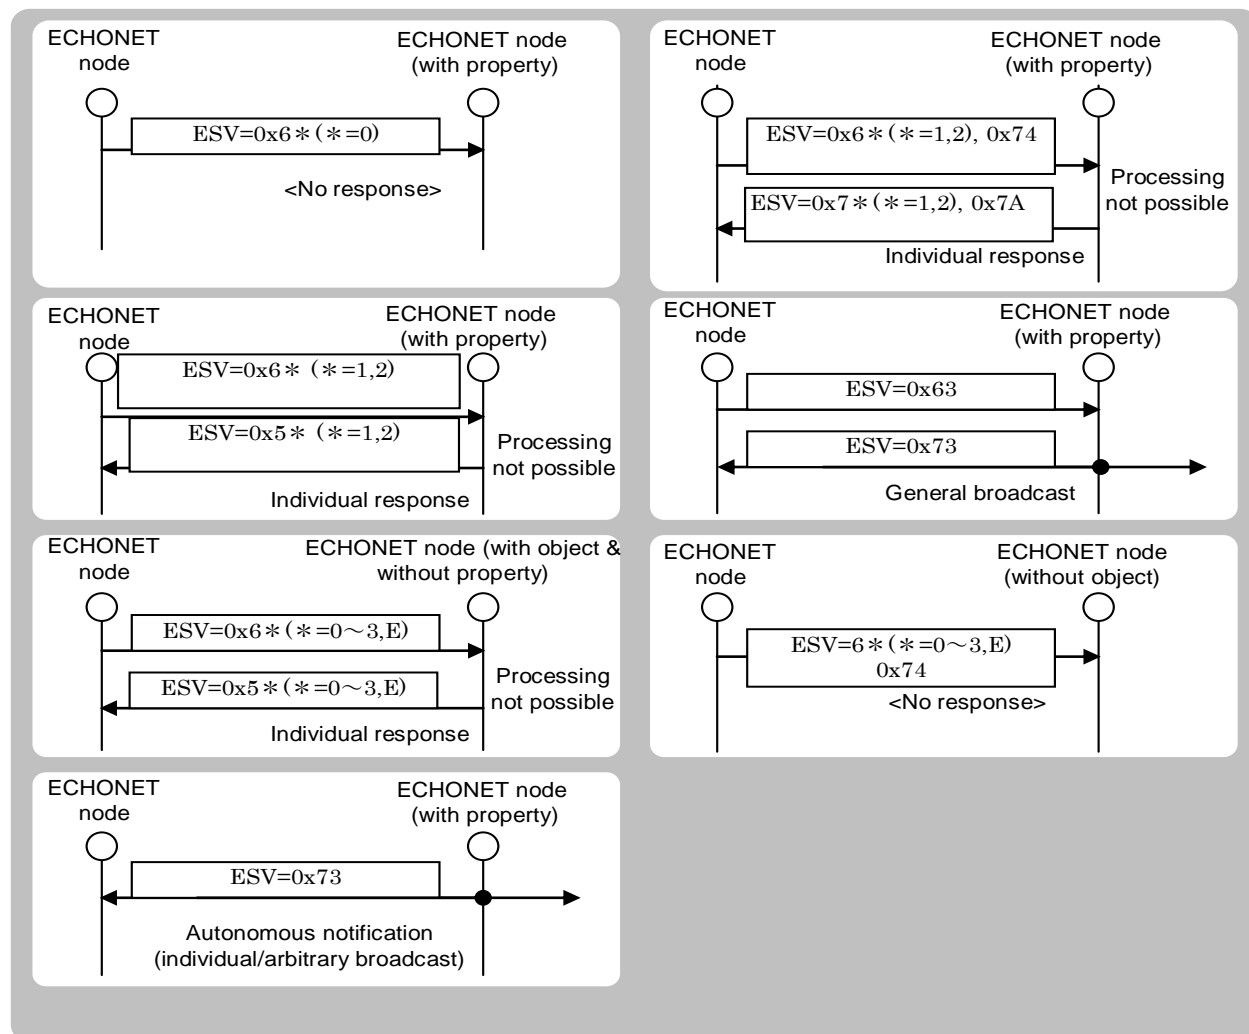 ECHONET
node
ECHONET node
(with property)
ESV=0x6＊(＊=0)
<No response>
ECHONET
node
ECHONET node
(with property)
ESV=0x6＊(＊=1,2), 0x74
Processing
not possible
ESV=0x7＊(＊=1,2), 0x7A
Individual response
ECHONET
node
ECHONET node
(with property)
ESV=0x6＊ (＊=1,2)
ESV=0x5＊ (＊=1,2)
Processing
not possible
Individual response
ECHONET
node
ECHONET node
(with property)
ESV=0x63
ESV=0x73
General broadcast
ECHONET
node
ECHONET node (with object &
without property)
ESV=0x6＊(＊=0～3,E)
ESV=0x5＊(＊=0～3,E)
Processing
not possible
Individual response
ECHONET
node
ECHONET node
(without object)
ESV=6＊(＊=0～3,E)
0x74
<No response>
ECHONET
node
ECHONET node
(with property)
ESV=0x73
Autonomous notification
(individual/arbitrary broadcast)